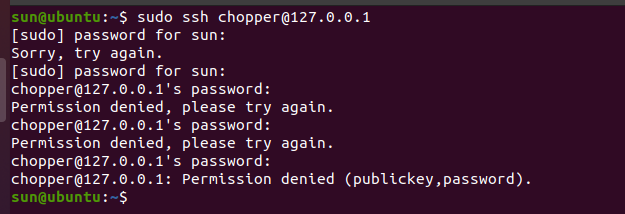 sun@ubuntu:~$ sudo ssh chopper@127.0.0.1
[sudo] password for sun:
Sorry, try again.
[sudo] password for sun:
chopper@127.0.0.1's password:
Permission denied, please try again.
chopper@127.0.0.1's password:
Permission denied, please try again.
chopper@127.0.0.1's password:
chopper@127.0.0.1: Permission denied (publickey,password).
sun@ubuntu:~$